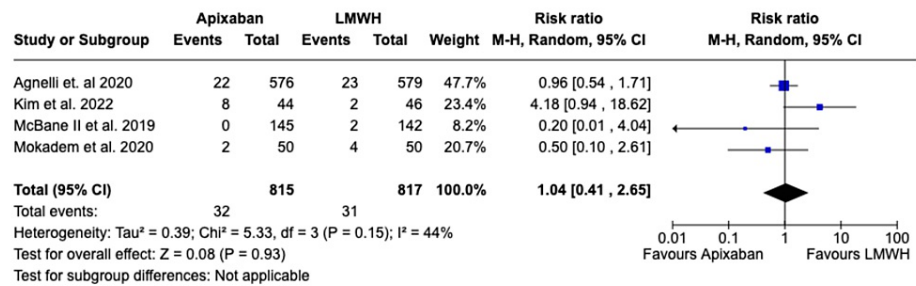 Apixaban LMWH Risk ratio Risk ratio
Study or Subgroup Events Total Events Total Weight M-H, Random, 95% CI M-H, Random, 95% CI
Agnelli et. al 2020 22 576 23 579 47.7% 0.96 [0.54 , 1.71]
Kim et al. 2022 8 44 2 46 23.4% 4.18 [0.94 , 18.62]
McBane II et al. 2019 0 145 2 142 8.2% 0.20 [0.01 , 4.04]
Mokadem et al. 2020 2 50 4 50 20.7% 0.50 [0.10 , 2.61]
Total (95% CI) 815 817 100.0% 1.04 [0.41 , 2.65]
Total events: 32 31
Heterogeneity: Tau² = 0.39; Chi² = 5.33, df = 3 (P = 0.15); I² = 44%
Test for overall effect: Z = 0.08 (P = 0.93)
Test for subgroup differences: Not applicable
0.01 0.1 1 10 100
Favours Apixaban Favours LMWH